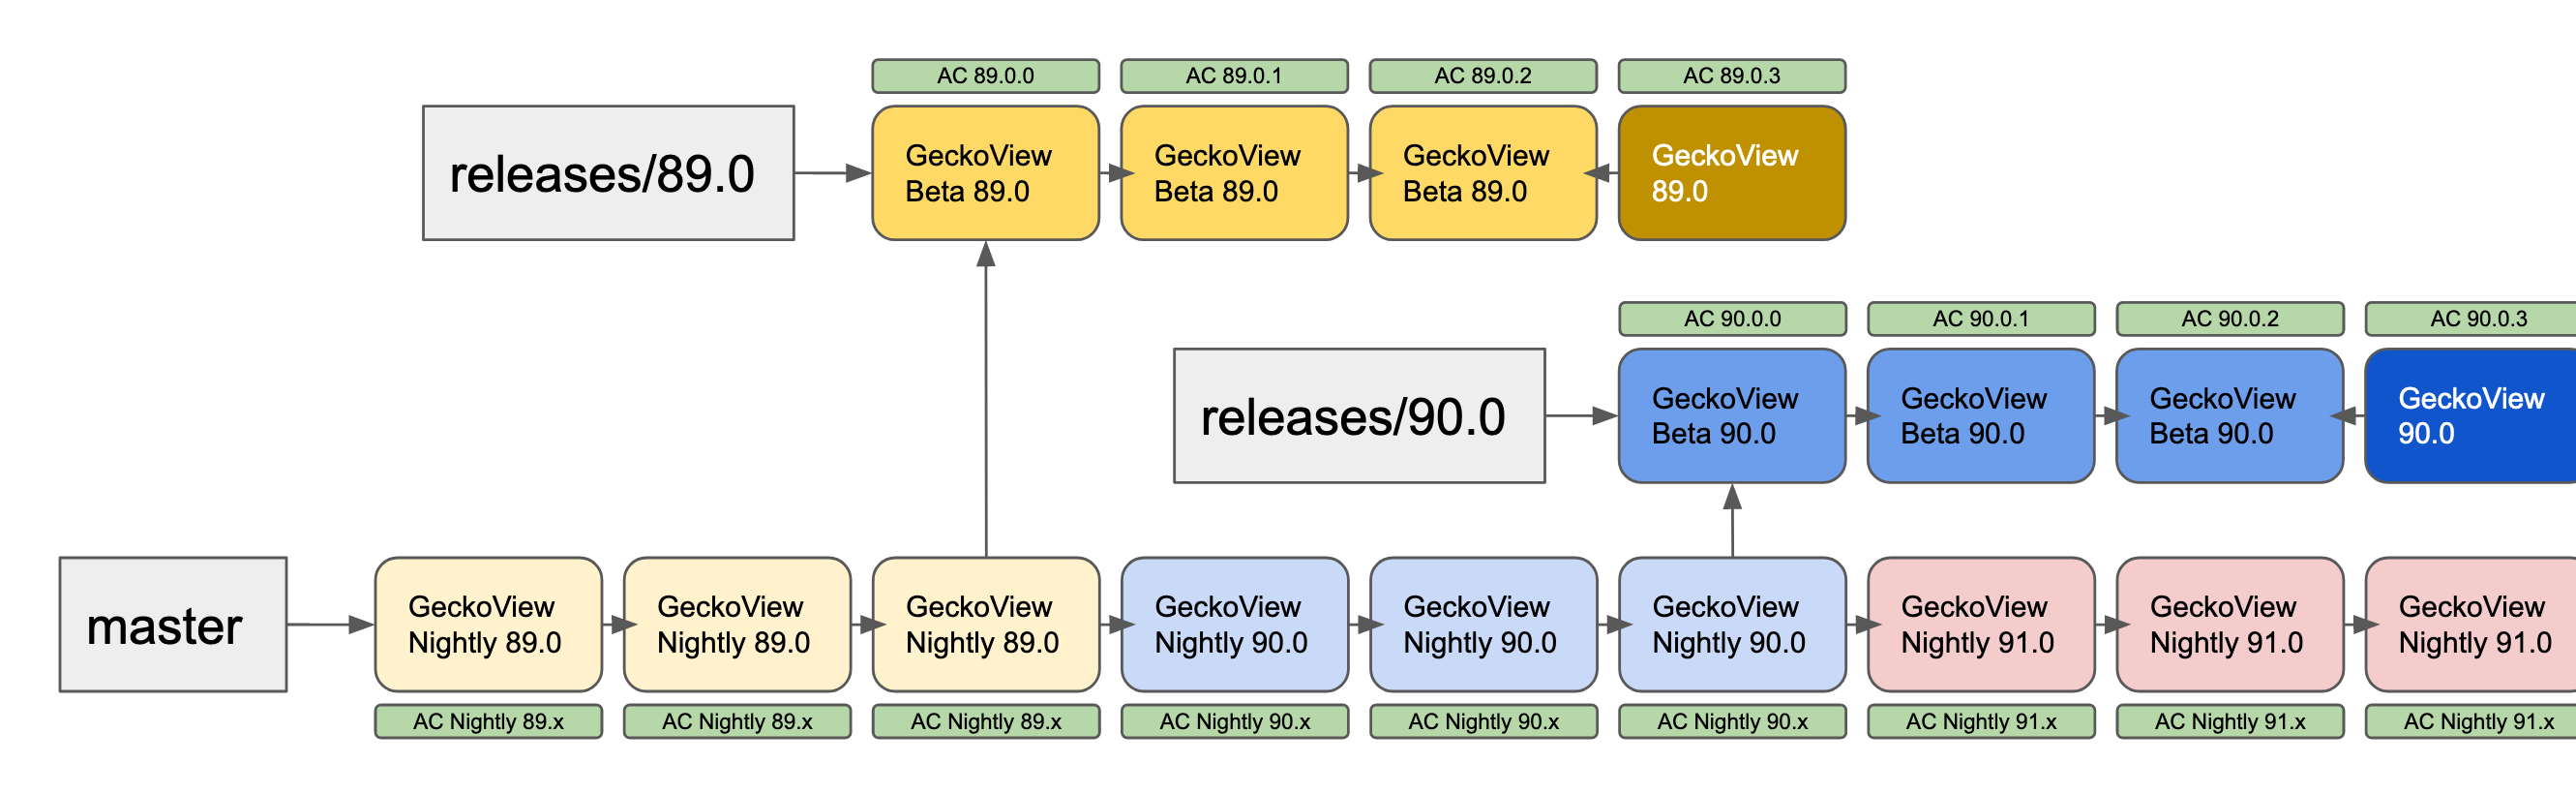 AC 89.0.0
AC 89.0.1
AC 89.0.2
AC 89.0.3
releases/89.0
GeckoView
Beta 89.0
GeckoView
Beta 89.0
GeckoView
Beta 89.0
GeckoView
89.0
AC 90.0.0
AC 90.0.1
AC 90.0.2
AC 90.0.3
releases/90.0
GeckoView
Beta 90.0
GeckoView
Beta 90.0
GeckoView
Beta 90.0
GeckoView
90.0
master
GeckoView
Nightly 89.0
GeckoView
Nightly 89.0
GeckoView
Nightly 89.0
GeckoView
Nightly 90.0
GeckoView
Nightly 90.0
GeckoView
Nightly 90.0
GeckoView
Nightly 91.0
GeckoView
Nightly 91.0
GeckoView
Nightly 91.0
AC Nightly 89.x
AC Nightly 89.x
AC Nightly 89.x
AC Nightly 90.x
AC Nightly 90.x
AC Nightly 90.x
AC Nightly 91.x
AC Nightly 91.x
AC Nightly 91.x